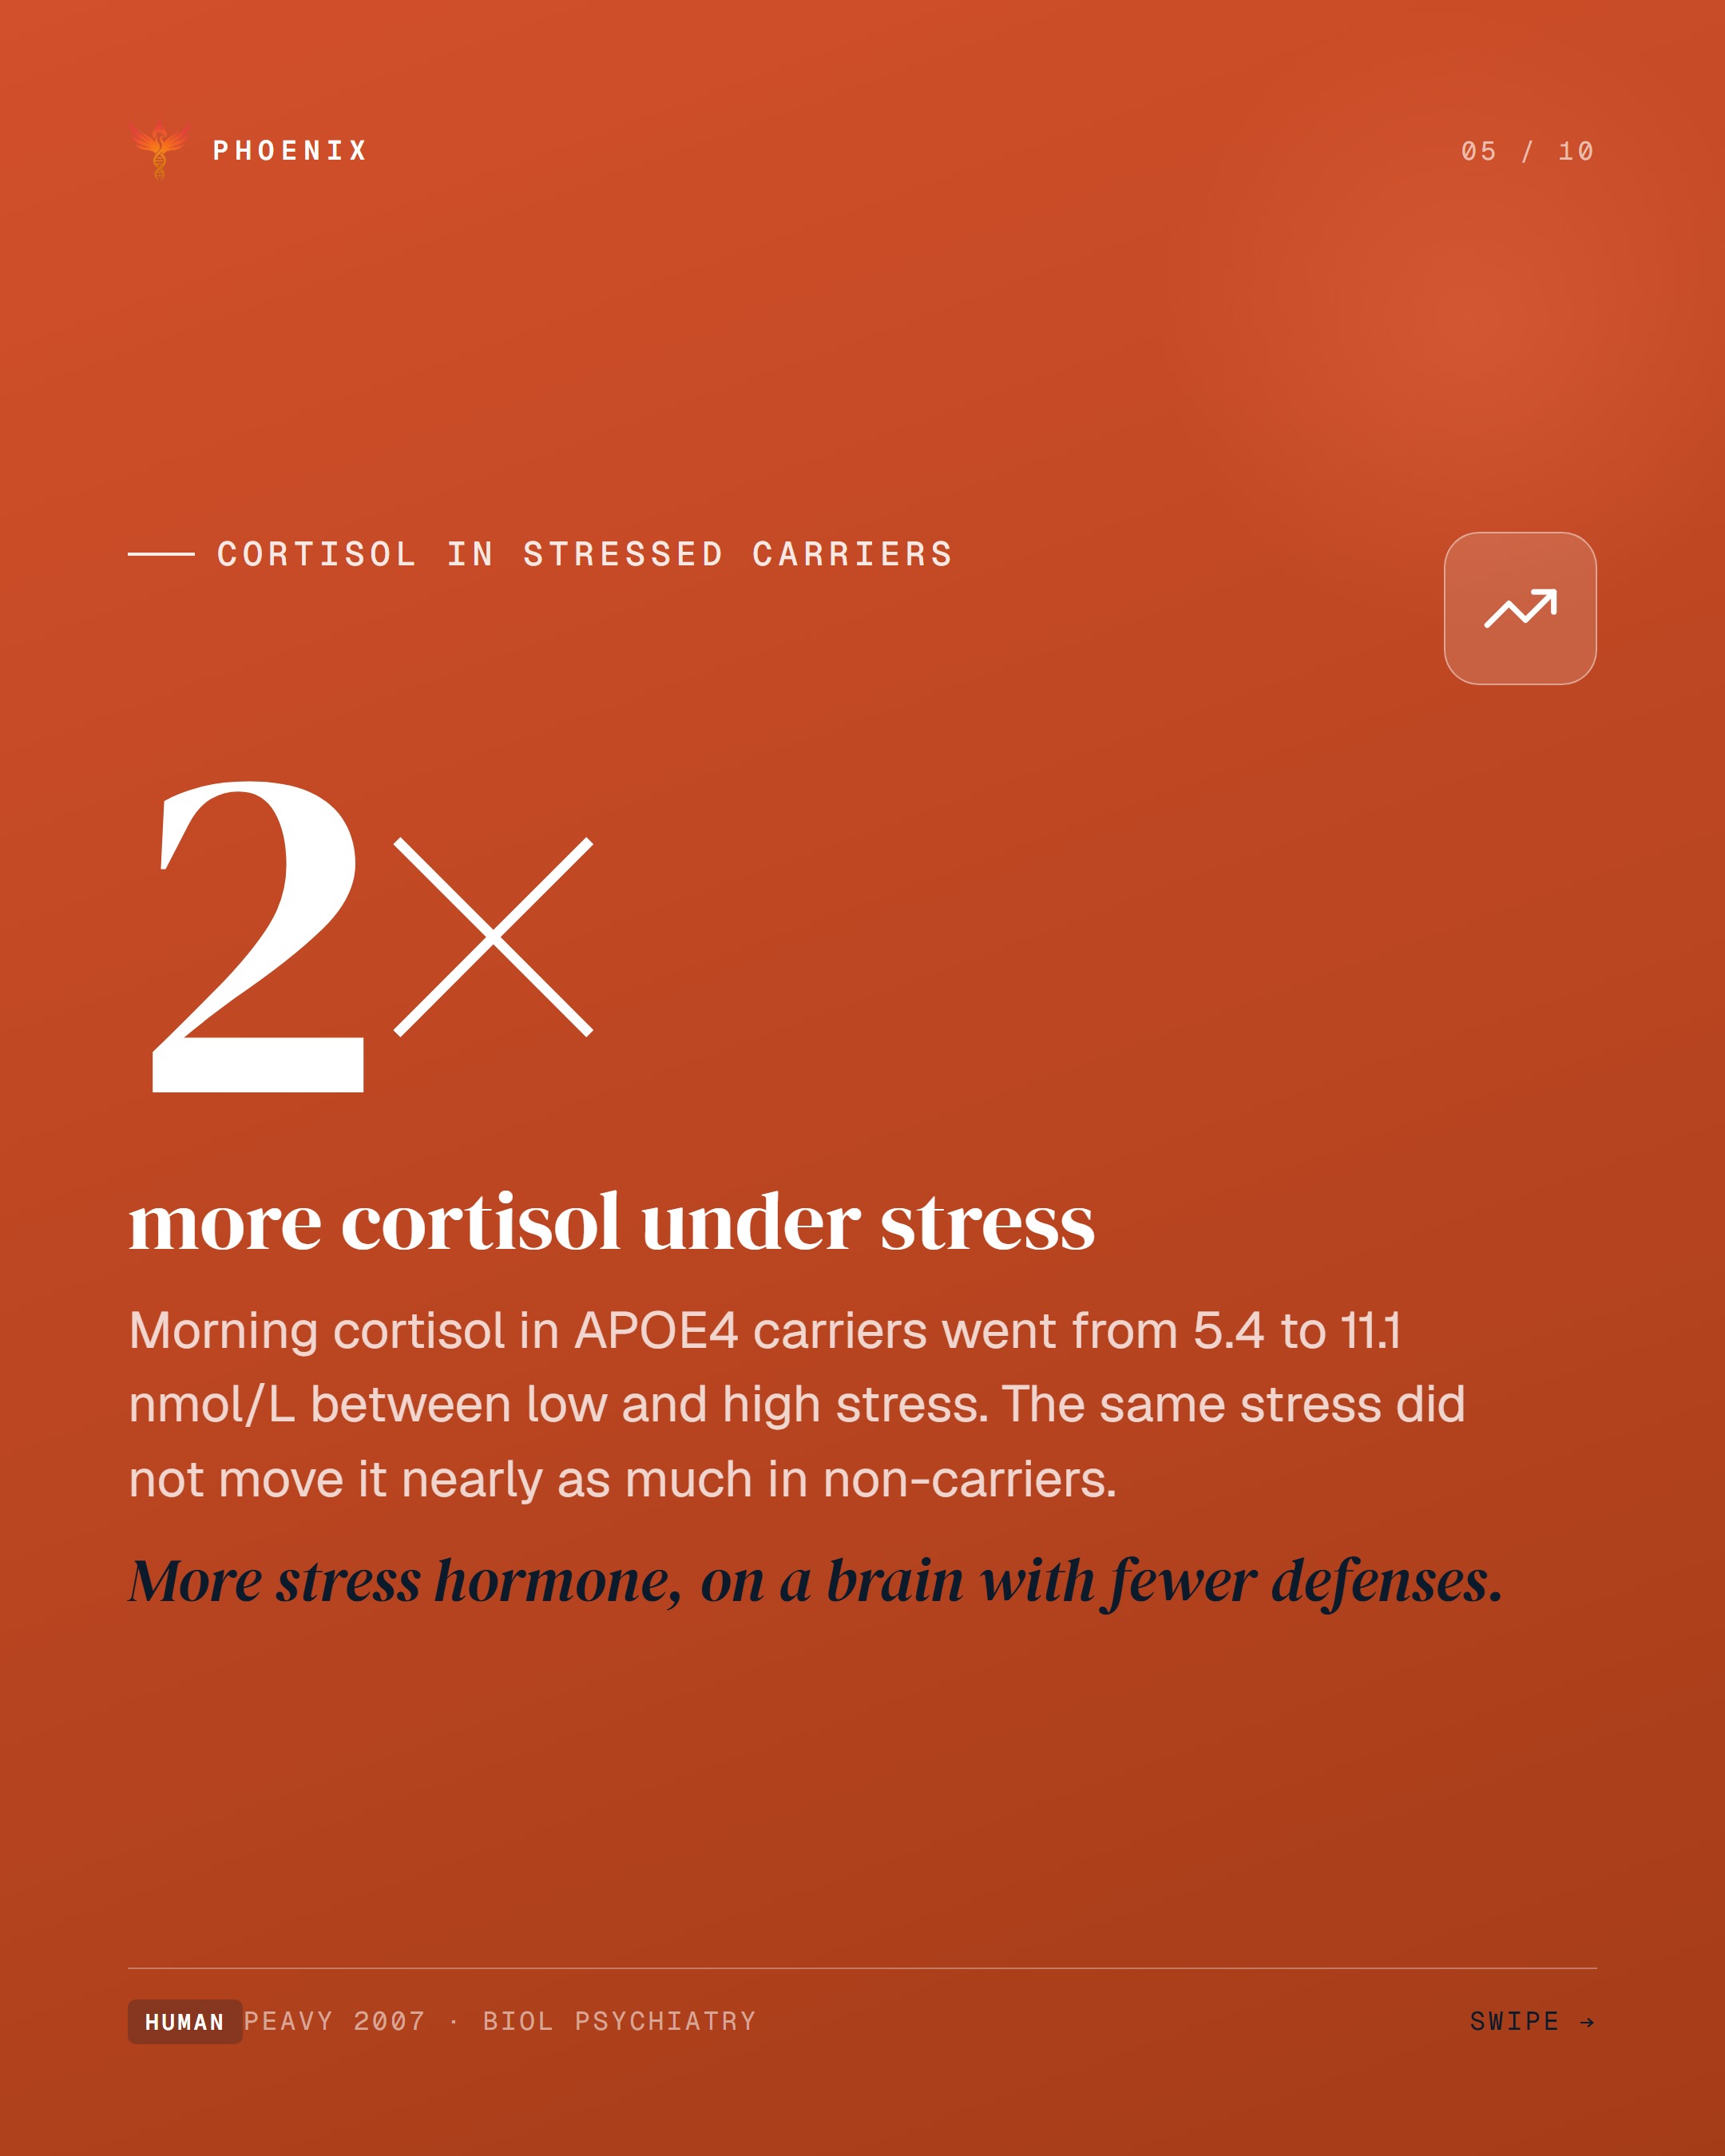 PHOENIX
05 / 10
CORTISOL IN STRESSED CARRIERS
2×
more cortisol under stress
Morning cortisol in APOE4 carriers went from 5.4 to 11.1
nmol/L between low and high stress. The same stress did
not move it nearly as much in non-carriers.
More stress hormone, on a brain with fewer defenses.
HUMAN PEAVY 2007 · BIOL PSYCHIATRY
SWIPE →